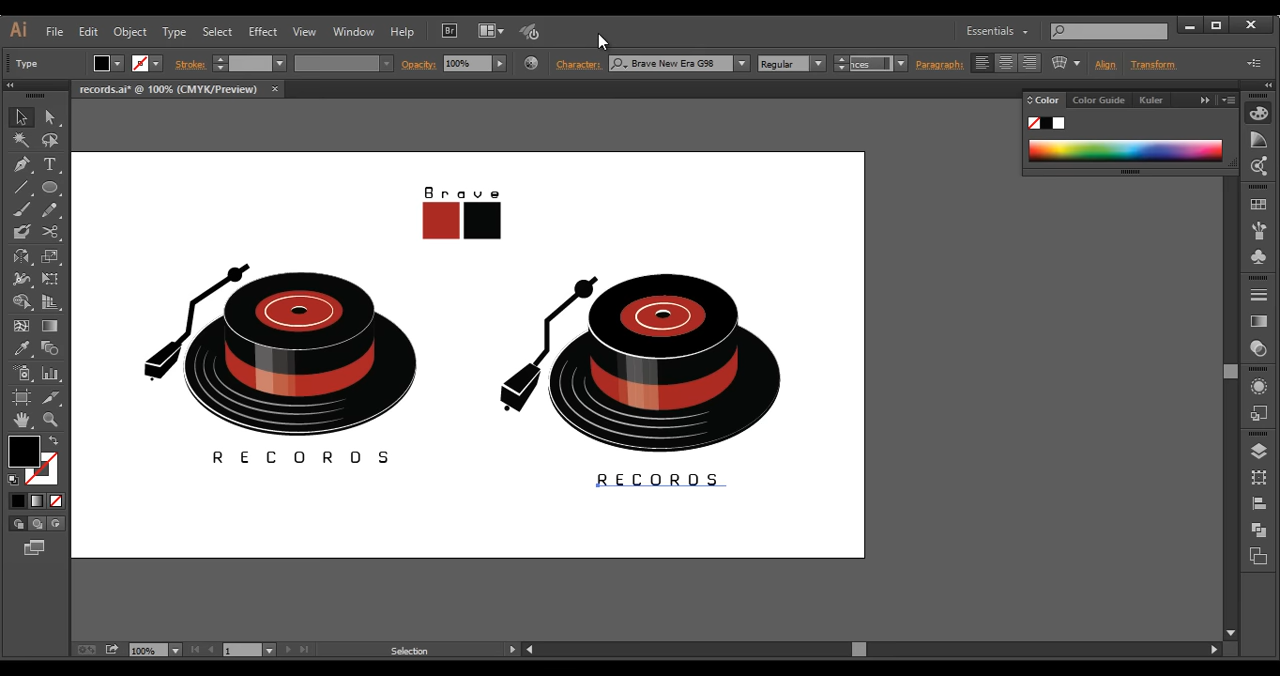 Ai File Edit Object Type Select Effect View Window Help Br Essentials
Type Stroke: Opacity: 100% Character: Brave New Era G98 Regular Paragraph: Align Transform
records.ai* @ 100% (CMYK/Preview) ×
Color Color Guide Kuler
Brave
RECORDS
RECORDS
100% 1 Selection